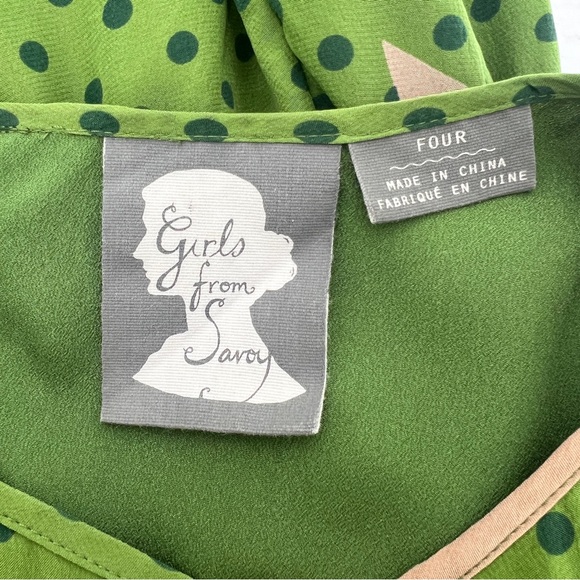 Girls
from
Savoy
FOUR
MADE IN CHINA
FABRIQUÉ EN CHINE